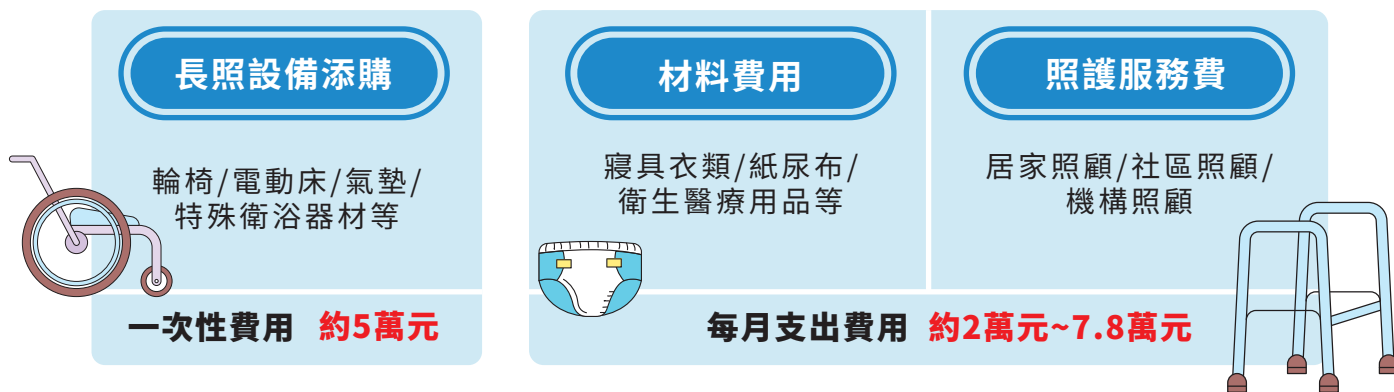 長照設備添購
輪椅/電動床/氣墊/
特殊衛浴器材等
一次性費用 約5萬元
材料費用
寢具衣類/紙尿布/
衛生醫療用品等
照護服務費
居家照顧/社區照顧/
機構照顧
每月支出費用 約2萬元~7.8萬元